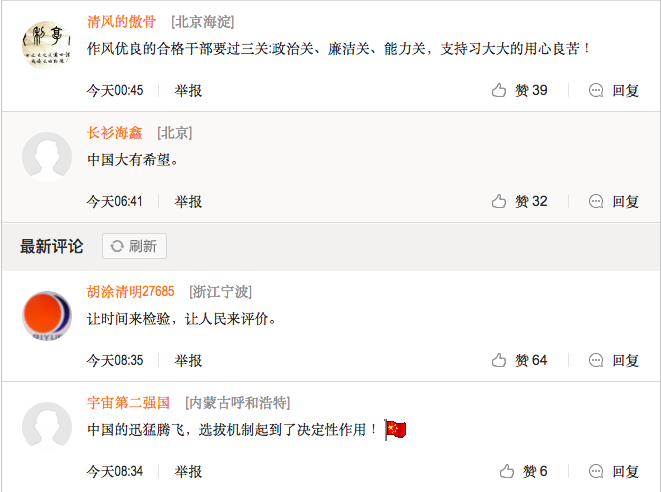 清风的傲骨 [北京海淀]
作风优良的合格干部要过三关:政治关、廉洁关、能力关，支持习大大的用心良苦！
今天00:45 举报 赞 39 回复
长衫海鑫 [北京]
中国大有希望。
今天06:41 举报 赞 32 回复
最新评论 刷新
胡涂清明27685 [浙江宁波]
让时间来检验，让人民来评价。
今天08:35 举报 赞 64 回复
宇宙第二强国 [内蒙古呼和浩特]
中国的迅猛腾飞，选拔机制起到了决定性作用！
今天08:34 举报 赞 6 回复